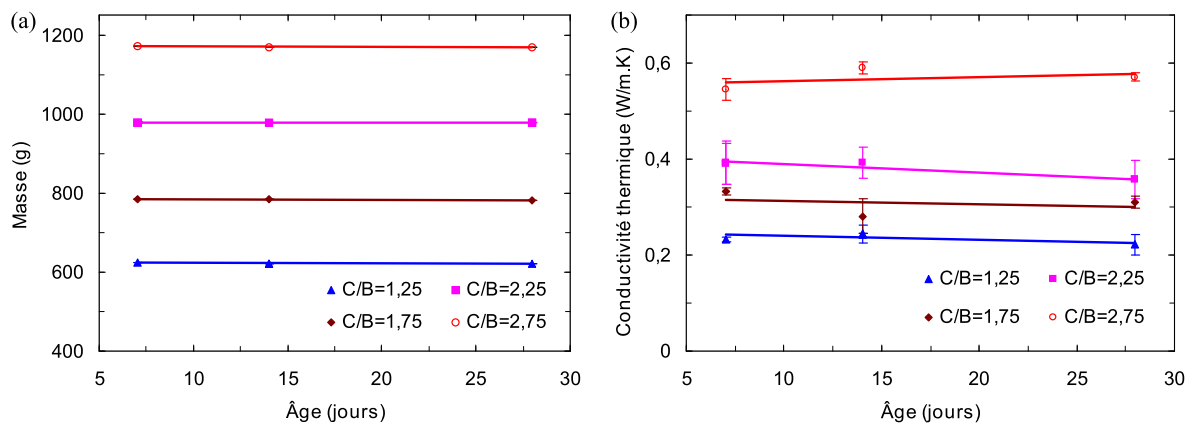 (a)
Masse (g)
1200
1000
800
600
400
C/B=1,25
C/B=2,25
C/B=1,75
C/B=2,75
5
10
15
20
25
30
Âge (jours)
(b)
Conductivité thermique (W/m.K)
0,6
0,4
0,2
0
C/B=1,25
C/B=2,25
C/B=1,75
C/B=2,75
5
10
15
20
25
30
Âge (jours)